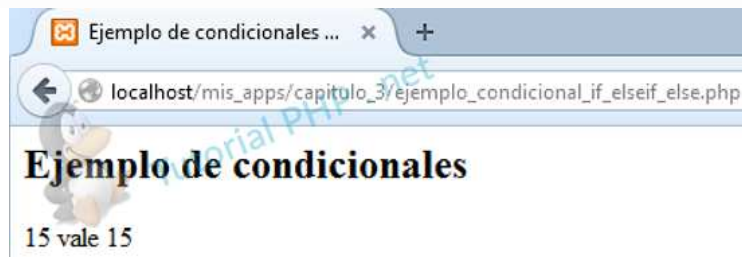 Ejemplo de condicionales ...
localhost/mis_apps/capitulo_3/ejemplo_condicional_if_elseif_else.php
Tutorial PHP .net
Ejemplo de condicionales
15 vale 15